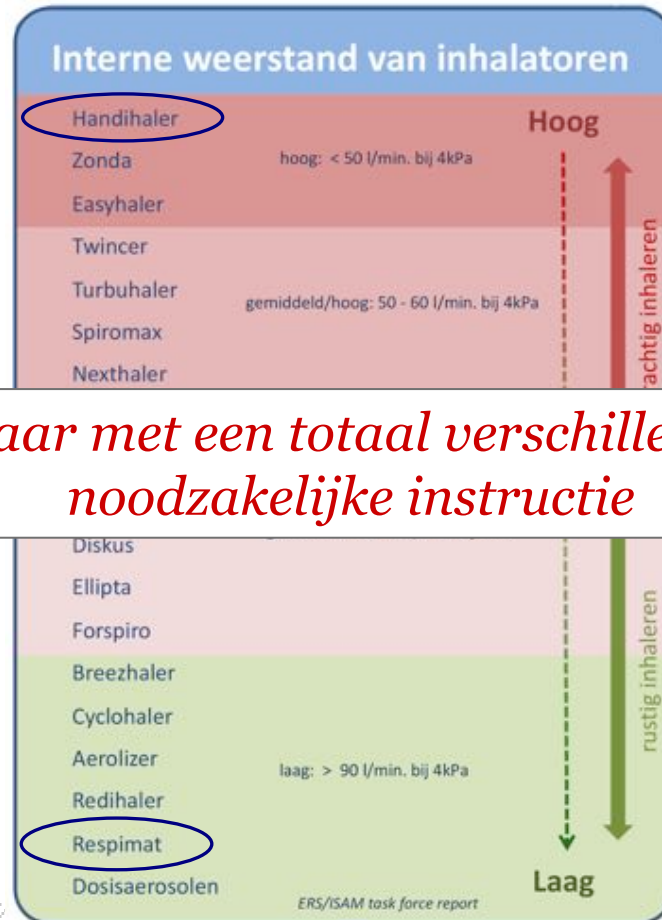 Interne weerstand van inhalatoren
Handihaler
Hoog
Zonda
hoog: < 50 l/min. bij 4kPa
Easyhaler
Twincer
Turbuhaler
gemiddeld/hoog: 50 - 60 l/min. bij 4kPa
Spiromax
Nexthaler
rachtig inhaleren
aar met een totaal verschille
noodzakelijke instructie
Diskus
Ellipta
Forspiro
rustig inhaleren
Breezhaler
Cyclohaler
Aerolizer
laag: > 90 l/min. bij 4kPa
Redihaler
Respimat
Dosisaerosolen
Laag
ERS/ISAM task force report